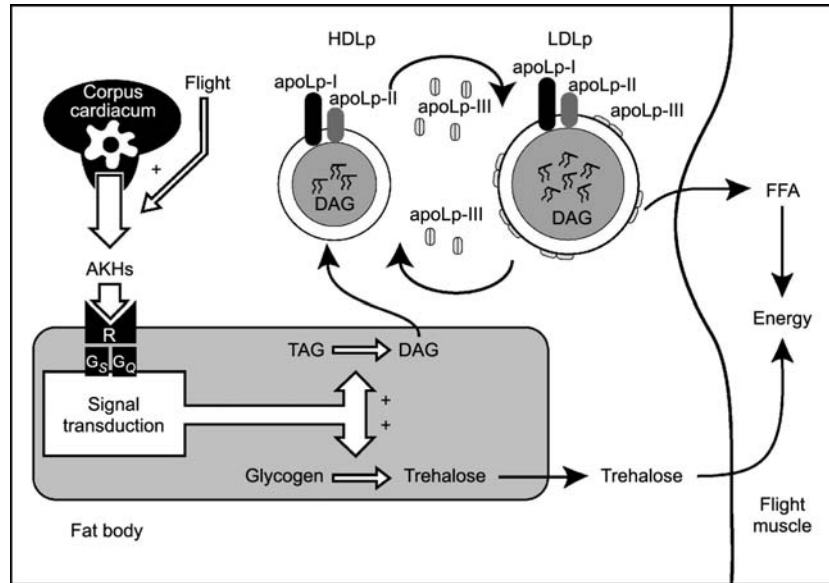 HDLp
LDLp
Flight
apoLp-I
apoLp-I
Corpus
cardiacum
apoLp-II
apoLp-III
apoLp-II
apoLp-III
+
DAG
DAG
apoLp-III
FFA
AKHs
R
GS GQ
TAG
DAG
Energy
Signal
transduction
+
+
Glycogen
Trehalose
Trehalose
Fat body
Flight
muscle